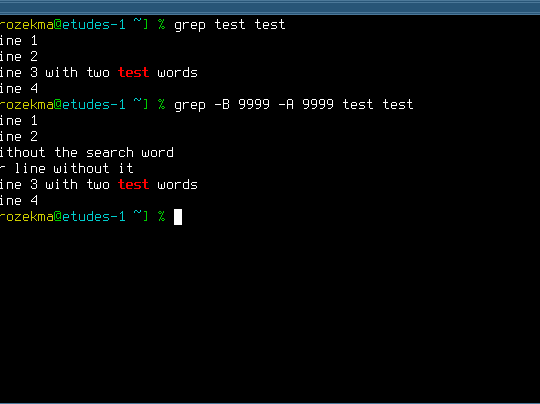 rozekma@etudes-1 ~] % grep test test
ine 1
ine 2
ine 3 with two test words
ine 4
rozekma@etudes-1 ~] % grep -B 9999 -A 9999 test test
ine 1
ine 2
ithout the search word
r line without it
ine 3 with two test words
ine 4
rozekma@etudes-1 ~] %